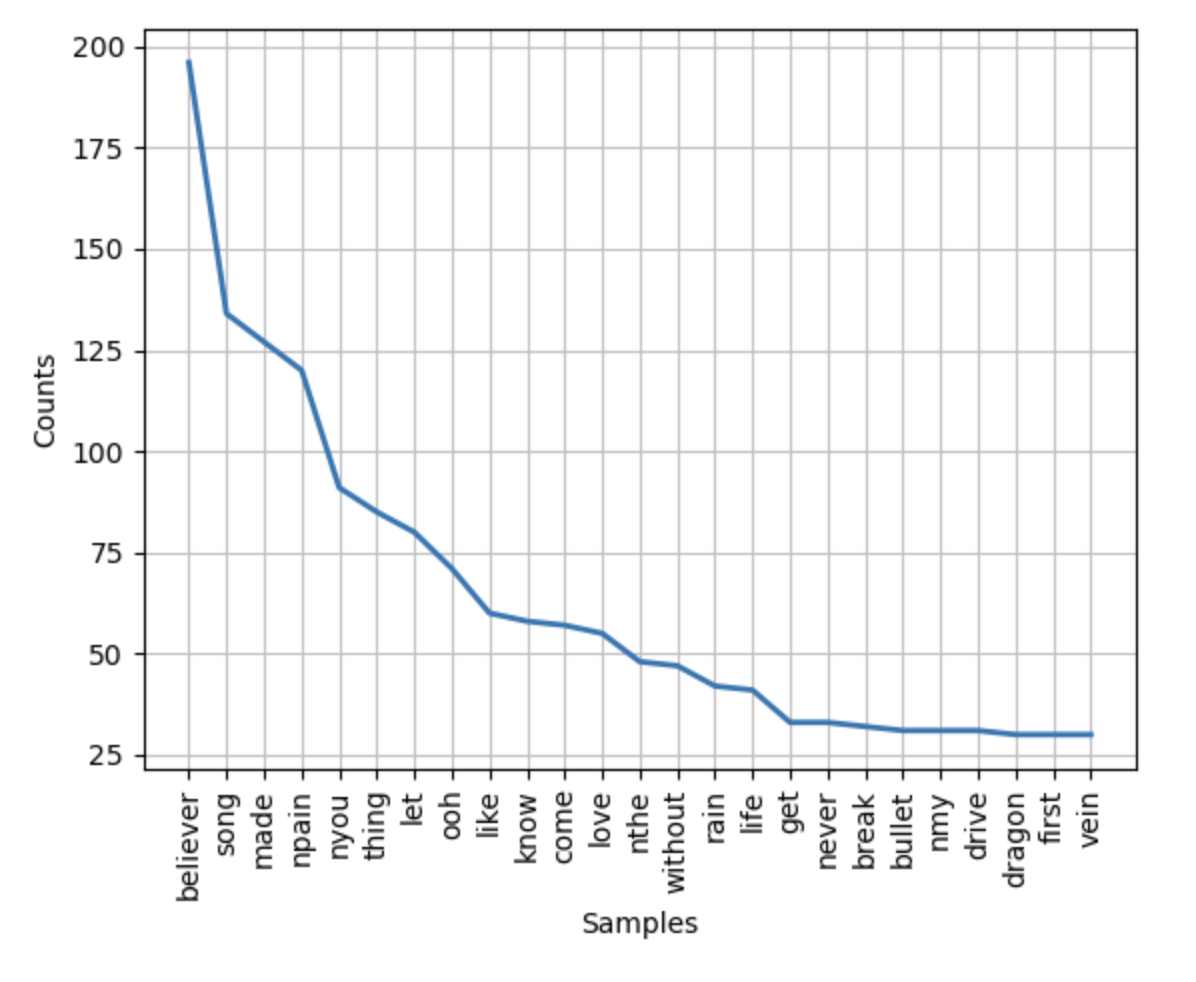 200
175
150
125
100
75
50
25
Counts
believer
song
made
npain
nyou
thing
let
ooh
like
know
come
love
nthe
without
rain
life
get
never
break
bullet
nmy
drive
dragon
first
vein
Samples